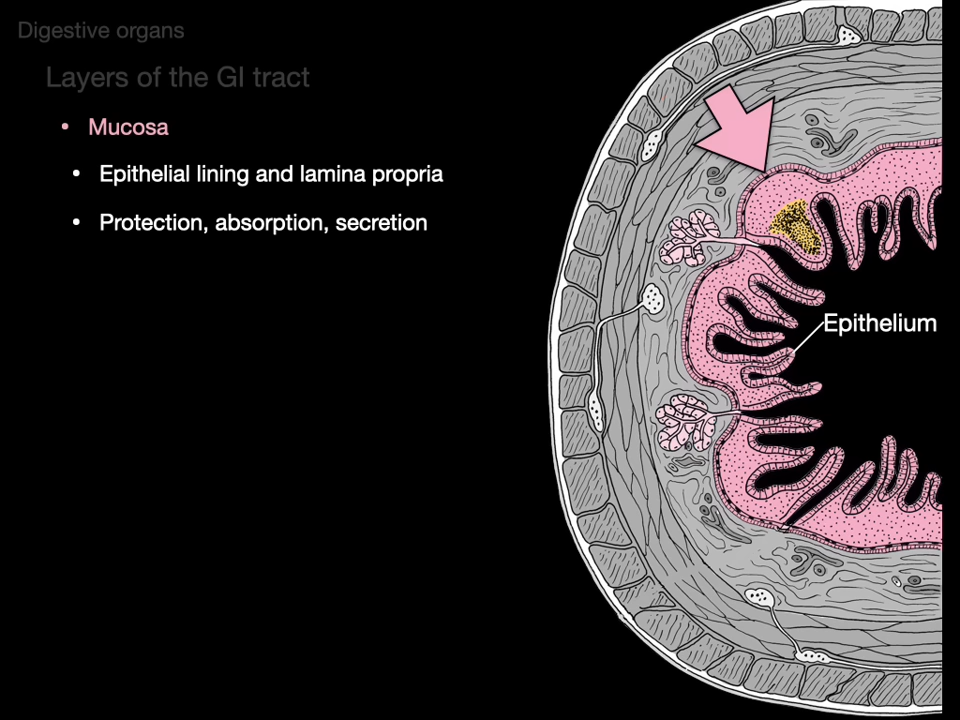 Digestive organs
Layers of the GI tract
• Mucosa
• Epithelial lining and lamina propria
• Protection, absorption, secretion
Epithelium